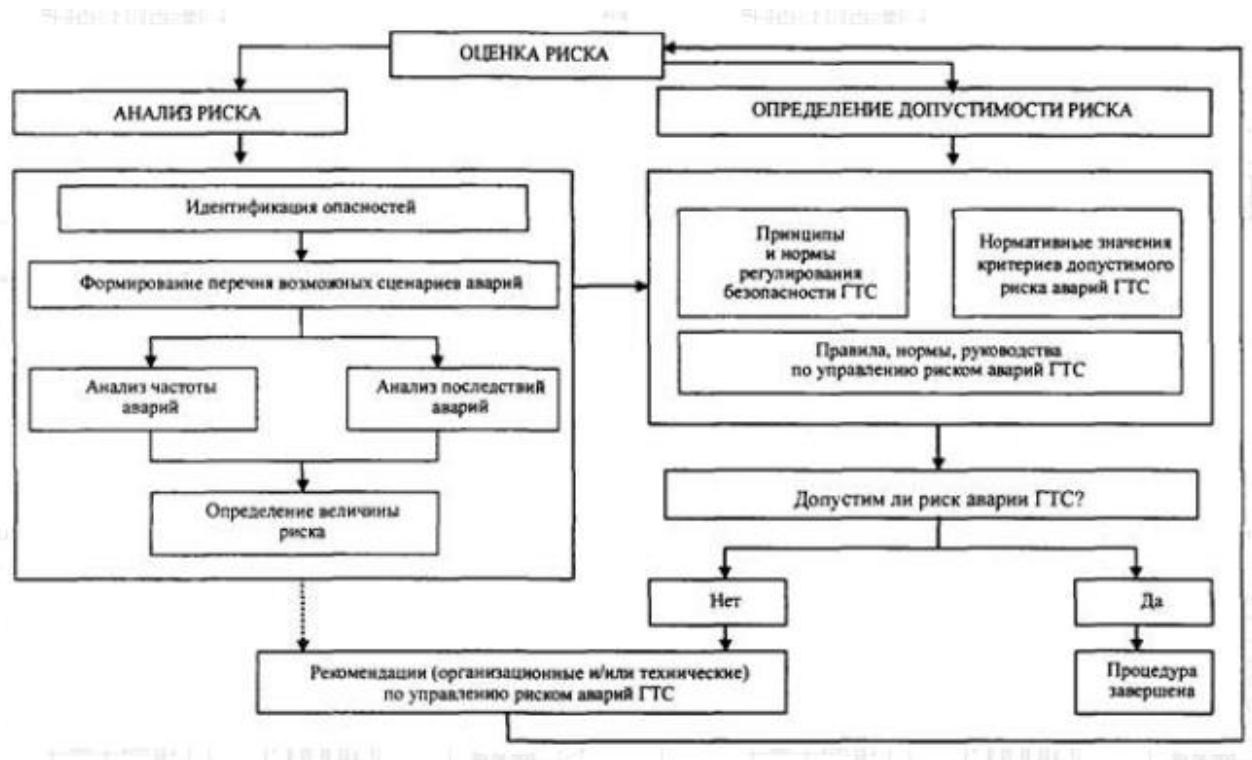 ОЦЕНКА РИСКА
АНАЛИЗ РИСКА
ОПРЕДЕЛЕНИЕ ДОПУСТИМОСТИ РИСКА
Идентификация опасностей
Формирование перечня возможных сценариев аварий
Анализ частоты
аварий
Анализ последствий
аварий
Определение величины
риска
Принципы
и нормы
регулирования
безопасности ГТС
Нормативные значения
критериев допустимого
риска аварий ГТС
Правила, нормы, руководства
по управлению риском аварий ГТС
Допустим ли риск аварии ГТС?
Нет
Да
Рекомендации (организационные и/или технические)
по управлению риском аварий ГТС
Процедура
завершена